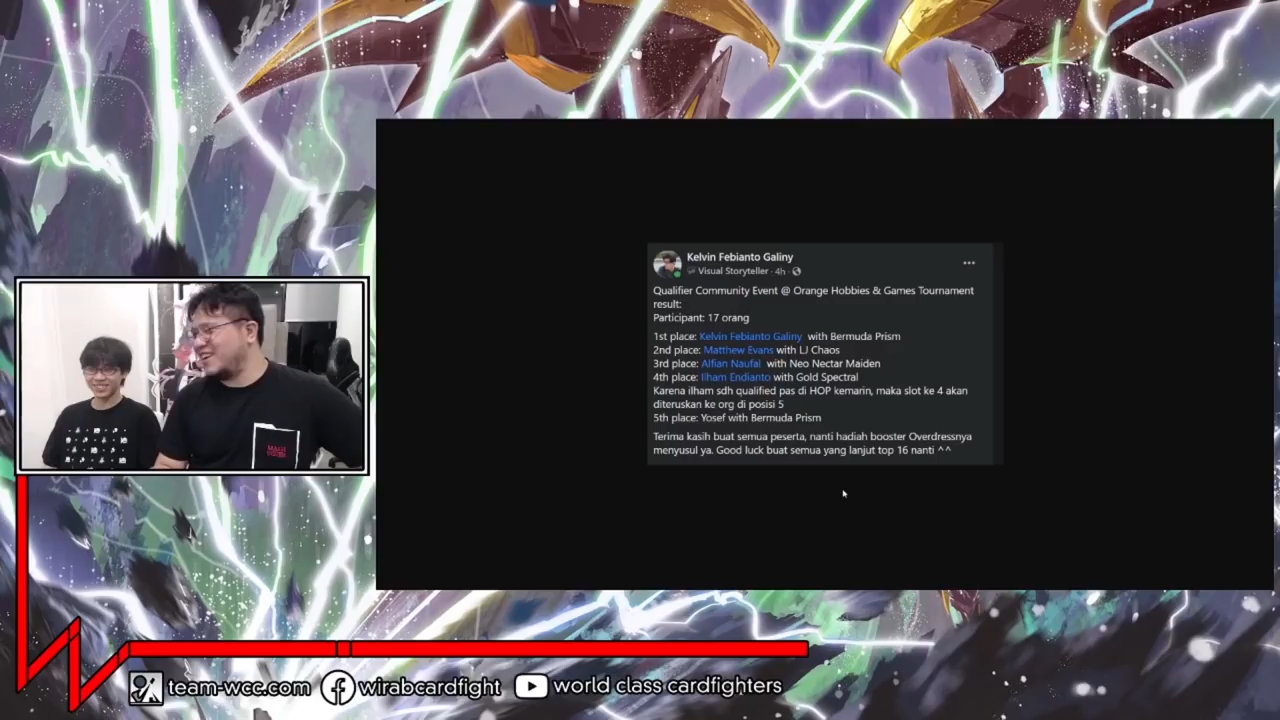 Kelvin Febianto Galiny
Visual Storyteller · 4h ·
Qualifier Community Event @ Orange Hobbies & Games Tournament
result:
Participant: 17 orang
1st place: Kelvin Febianto Galiny with Bermuda Prism
2nd place: Matthew Evans with LJ Chaos
3rd place: Alfian Naufal with Neo Nectar Maiden
4th place: Ilham Endianto with Gold Spectral
Karena ilham sdh qualified pas di HOP kemarin, maka slot ke 4 akan
diteruskan ke org di posisi 5
5th place: Yosef with Bermuda Prism
Terima kasih buat semua peserta, nanti hadiah booster Overdressnya
menyusul ya. Good luck buat semua yang lanjut top 16 nanti ^^
team-wcc.com
wirabcardfight
world class cardfighters